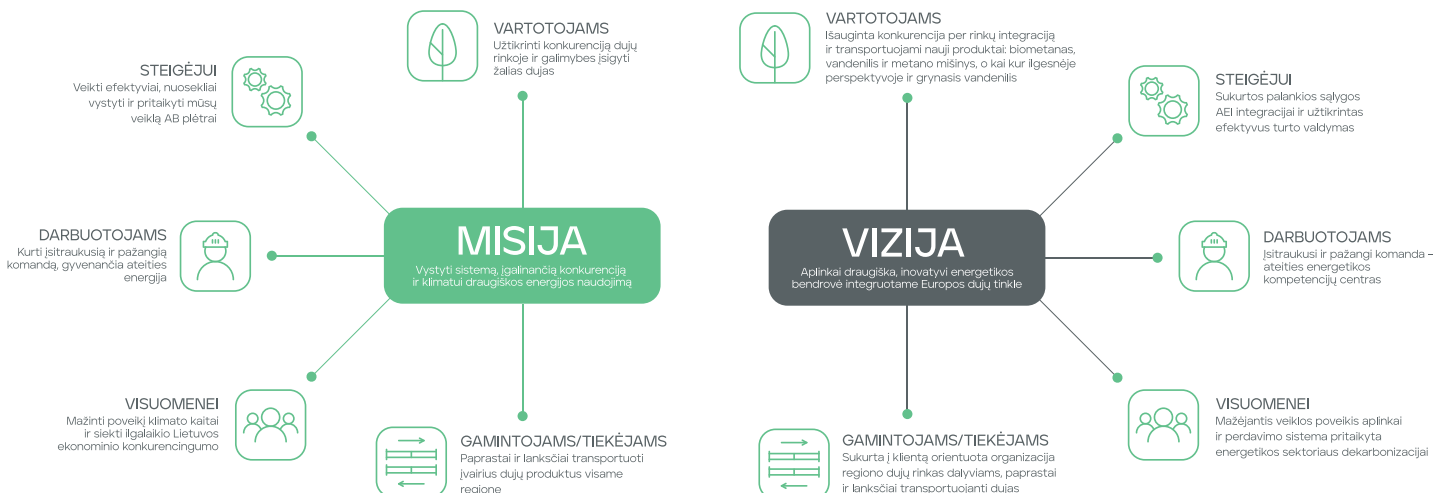 VARTOTOJAMS
Užtikrinti konkurenciją dujų
rinkoje ir galimybes įsigyti
žalias dujas
STEIGĖJUI
Veikti efektyviai, nuosekliai
vystyti ir pritaikyti mūsų
veiklą AB plėtrai
DARBUOTOJAMS
Kurti įsitraukusią ir pažangią
komandą, gyvenančia ateities
energija
MISIJA
Vystyti sistemą, įgalinančią konkurenciją
ir klimatui draugiškos energijos naudojimą
VISUOMENEI
Mažinti poveikį klimato kaitai
ir siekti ilgalaikio Lietuvos
ekonominio konkurencingumo
GAMINTOJAMS/TIEKĖJAMS
Paprastai ir lanksčiai transportuoti
įvairius dujų produktus visame
regione
VARTOTOJAMS
Išauginta konkurencija per rinkų integraciją
ir transportuojami nauji produktai: biometanas,
vandenilis ir metano mišinys, o kai kur ilgesnėje
perspektyvoje ir grynasis vandenilis
STEIGĖJUI
Sukurtos palankios sąlygos
AEI integracijai ir užtikrintas
efektyvus turto valdymas
VIZIJA
Aplinkai draugiška, inovatyvi energetikos
bendrovė integruotame Europos dujų tinkle
DARBUOTOJAMS
Įsitraukusi ir pažangi komanda –
ateities energetikos
kompetencijų centras
VISUOMENEI
Mažėjantis veiklos poveikis aplinkai
ir perdavimo sistema pritaikyta
energetikos sektoriaus dekarbonizacijai
GAMINTOJAMS/TIEKĖJAMS
Sukurta į klientą orientuota organizacija
regiono dujų rinkas dalyviams, paprastai
ir lanksčiai transportuojanti dujas